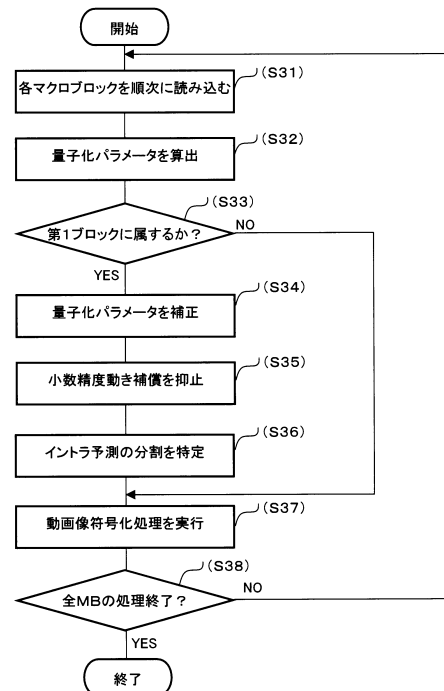 開始
(S31)
各マクロブロックを順次に読み込む
(S32)
量子化パラメータを算出
(S33)
第1ブロックに属するか?
NO
YES
(S34)
量子化パラメータを補正
(S35)
小数精度動き補償を抑止
(S36)
イントラ予測の分割を特定
(S37)
動画像符号化処理を実行
(S38)
全MBの処理終了?
NO
YES
終了